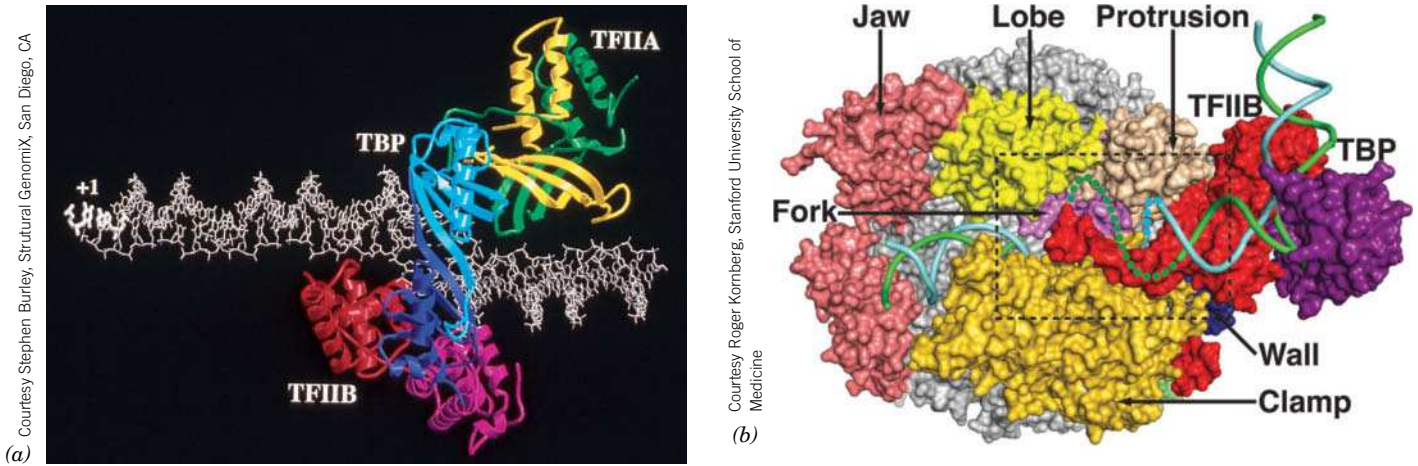 Courtesy Stephen Burley, Strutural GenomiX, San Diego, CA
(a)
+1
TFIIA
TBP
TFIIB
Courtesy Roger Kornberg, Stanford University School of
Medicine
(b)
Jaw
Lobe
Protrusion
TFIIB
TBP
Fork
Wall
Clamp